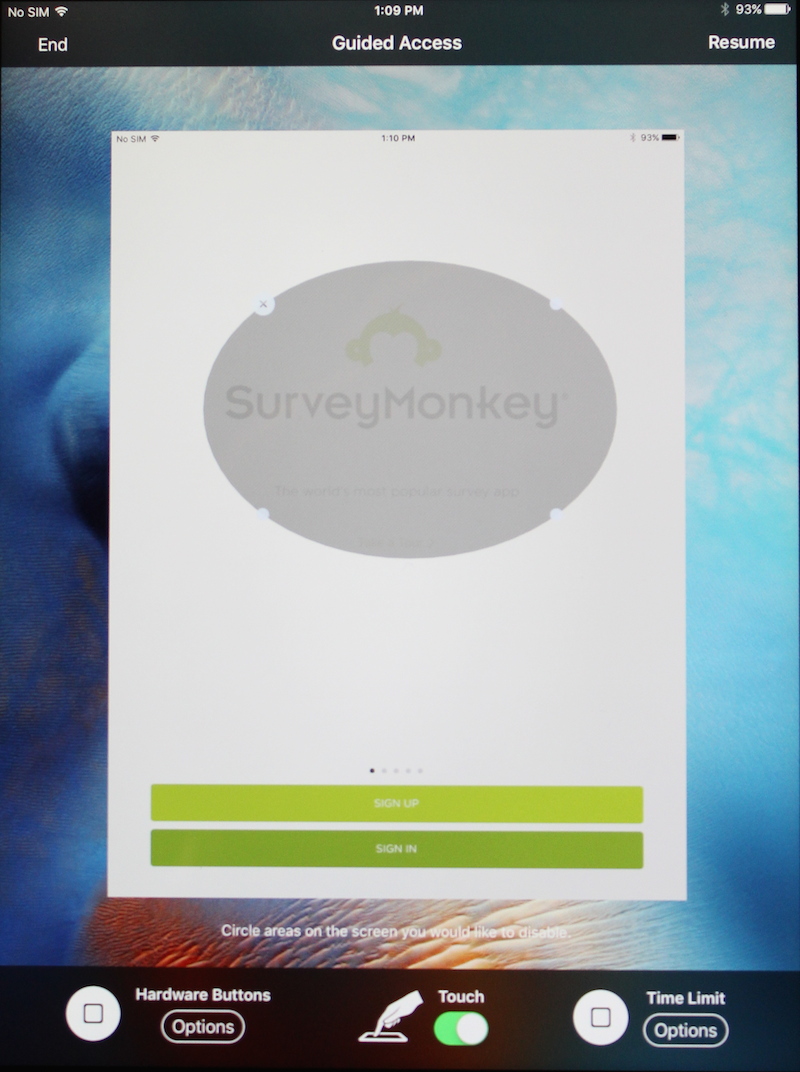 No SIM 1:09 PM 93%
End Guided Access Resume
No SIM 1:10 PM 93%
SurveyMonkey®
The world's most popular survey app
SIGN UP
SIGN IN
Circle areas on the screen you would like to disable.
Hardware Buttons Touch Time Limit
Options Options